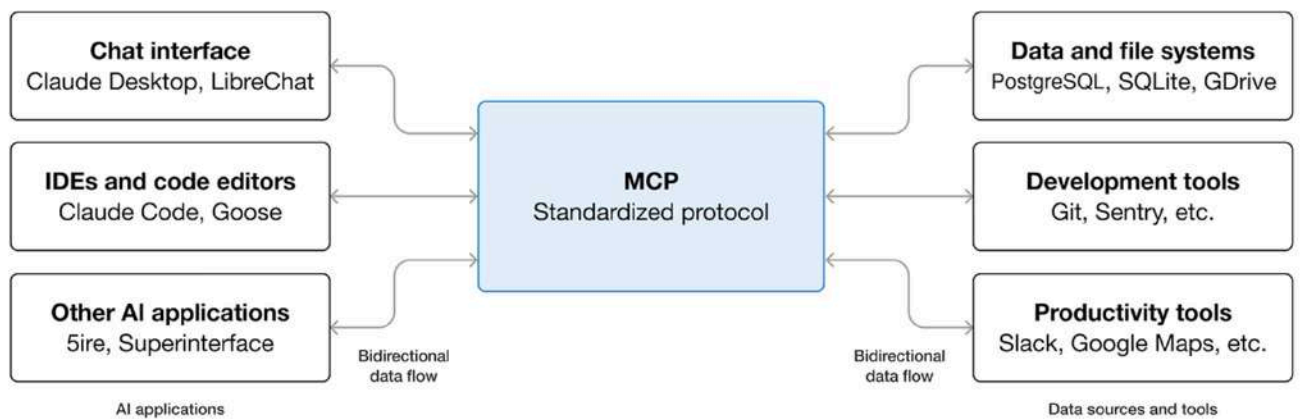 Chat interface
Claude Desktop, LibreChat
IDEs and code editors
Claude Code, Goose
Other AI applications
5ire, Superinterface
AI applications
Bidirectional
data flow
MCP
Standardized protocol
Bidirectional
data flow
Data and file systems
PostgreSQL, SQLite, GDrive
Development tools
Git, Sentry, etc.
Productivity tools
Slack, Google Maps, etc.
Data sources and tools